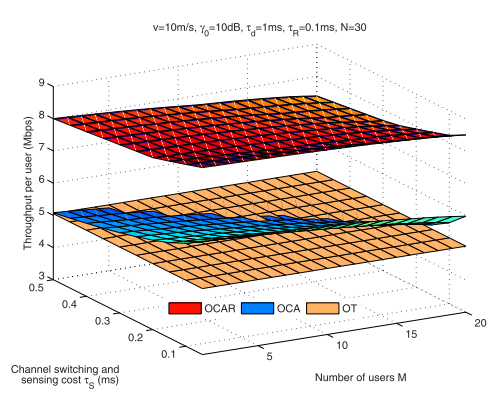 v=10m/s, γ0=10dB, τd=1ms, τR=0.1ms, N=30
9
8
7
6
5
4
3
Throughput per user (Mbps)
0.5
0.4
0.3
0.2
0.1
5
10
15
20
OCAR OCA OT
Channel switching and
sensing cost τS (ms)
Number of users M